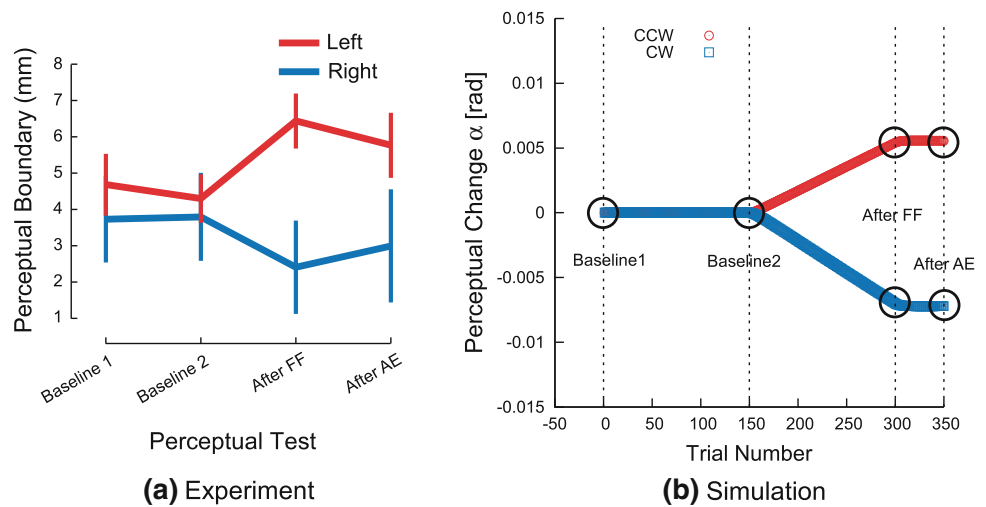 Left
Right
Perceptual Boundary (mm)
8
7
6
5
4
3
2
1
Baseline 1
Baseline 2
After FF
After AE
Perceptual Test
(a) Experiment
CCW
CW
Perceptual Change α [rad]
0.015
0.01
0.005
0
-0.005
-0.01
-0.015
Baseline1
Baseline2
After FF
After AE
-50 0 50 100 150 200 250 300 350
Trial Number
(b) Simulation